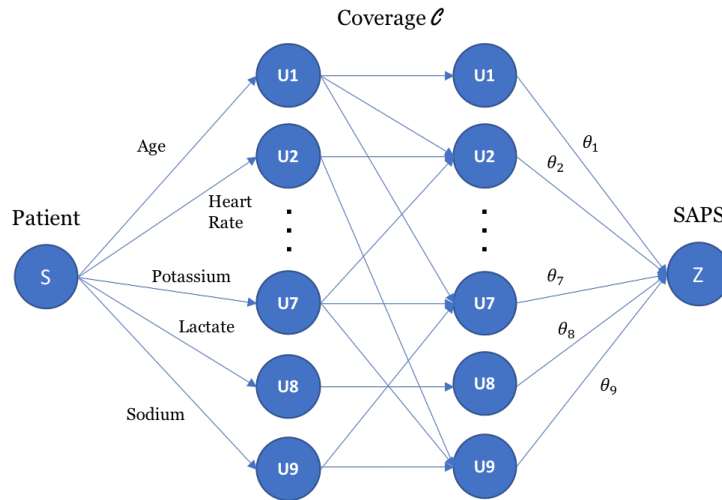 Coverage 𝒞
U1
U1
Age
θ1
U2
U2
θ2
Heart
Rate
Patient
SAPS
S
Z
Potassium
U7
U7
θ7
Lactate
θ8
U8
U8
Sodium
θ9
U9
U9